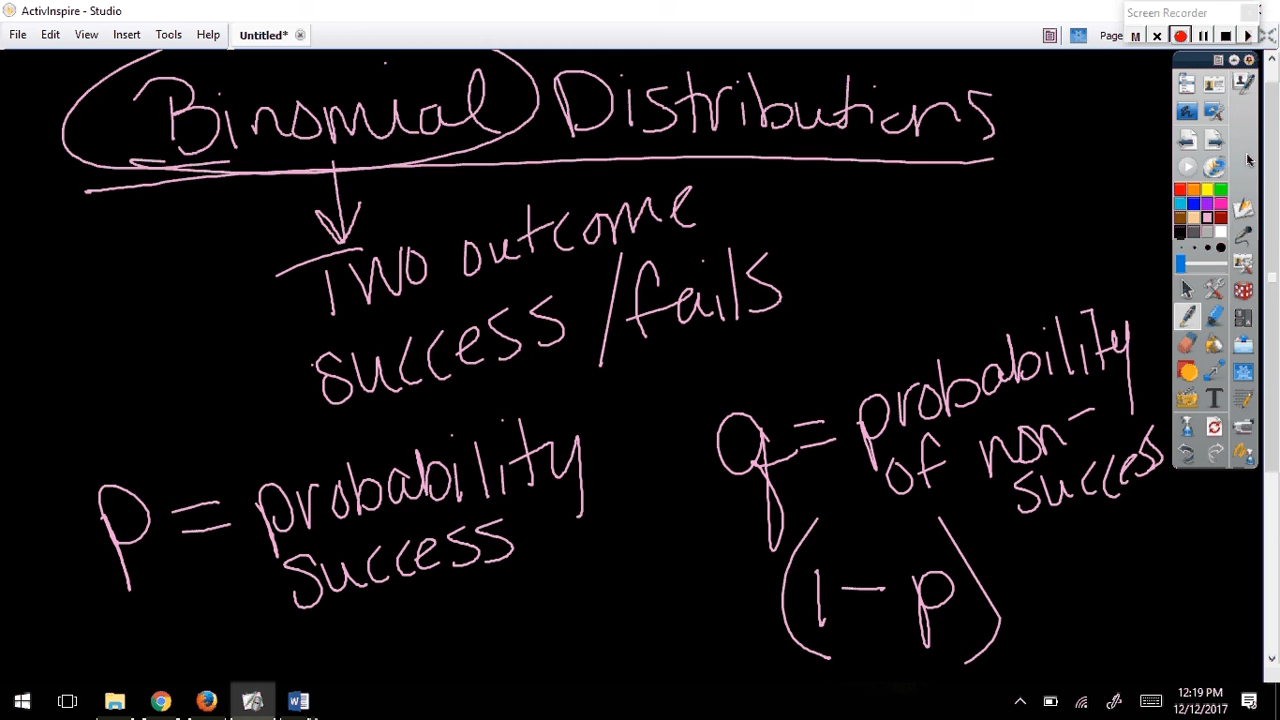 ActivInspire - Studio
Screen Recorder
File Edit View Insert Tools Help Untitled* Page
Binomial Distributions
Two outcome
success/fails
p = probability
success
q = probability
of non-
success
(1-p)
12:19 PM
12/12/2017